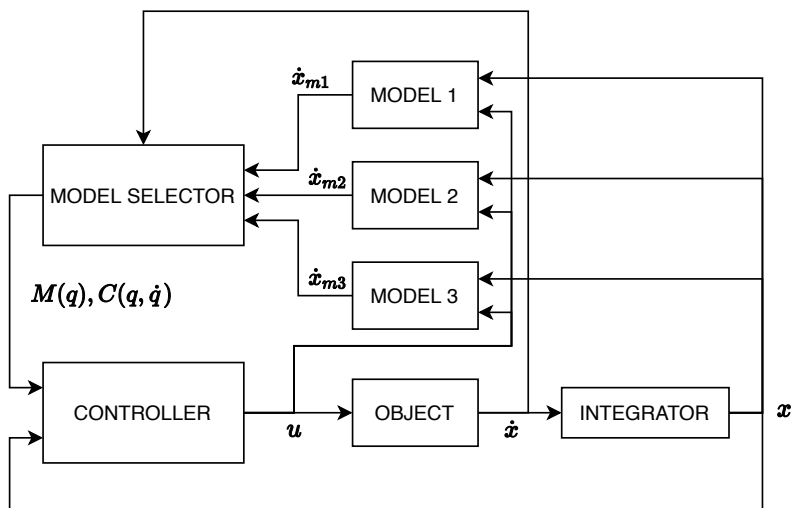 ẋₘ₁
MODEL 1
MODEL SELECTOR
ẋₘ₂
MODEL 2
ẋₘ₃
MODEL 3
M(q), C(q, q̇)
CONTROLLER
u
OBJECT
ẋ
INTEGRATOR
x